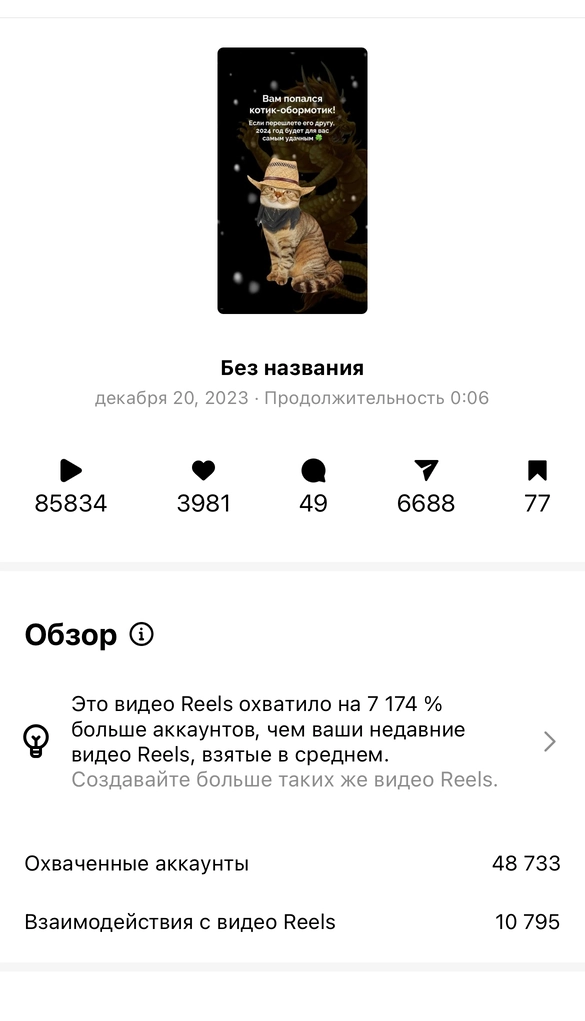 Вам попался
котик-обормотик!
Если перешлете его другу,
2024 год будет для вас
самым удачным 🍀
Без названия
декабря 20, 2023 · Продолжительность 0:06
85834 3981 49 6688 77
Обзор
Это видео Reels охватило на 7 174 %
больше аккаунтов, чем ваши недавние
видео Reels, взятые в среднем.
Создавайте больше таких же видео Reels.
Охваченные аккаунты 48 733
Взаимодействия с видео Reels 10 795